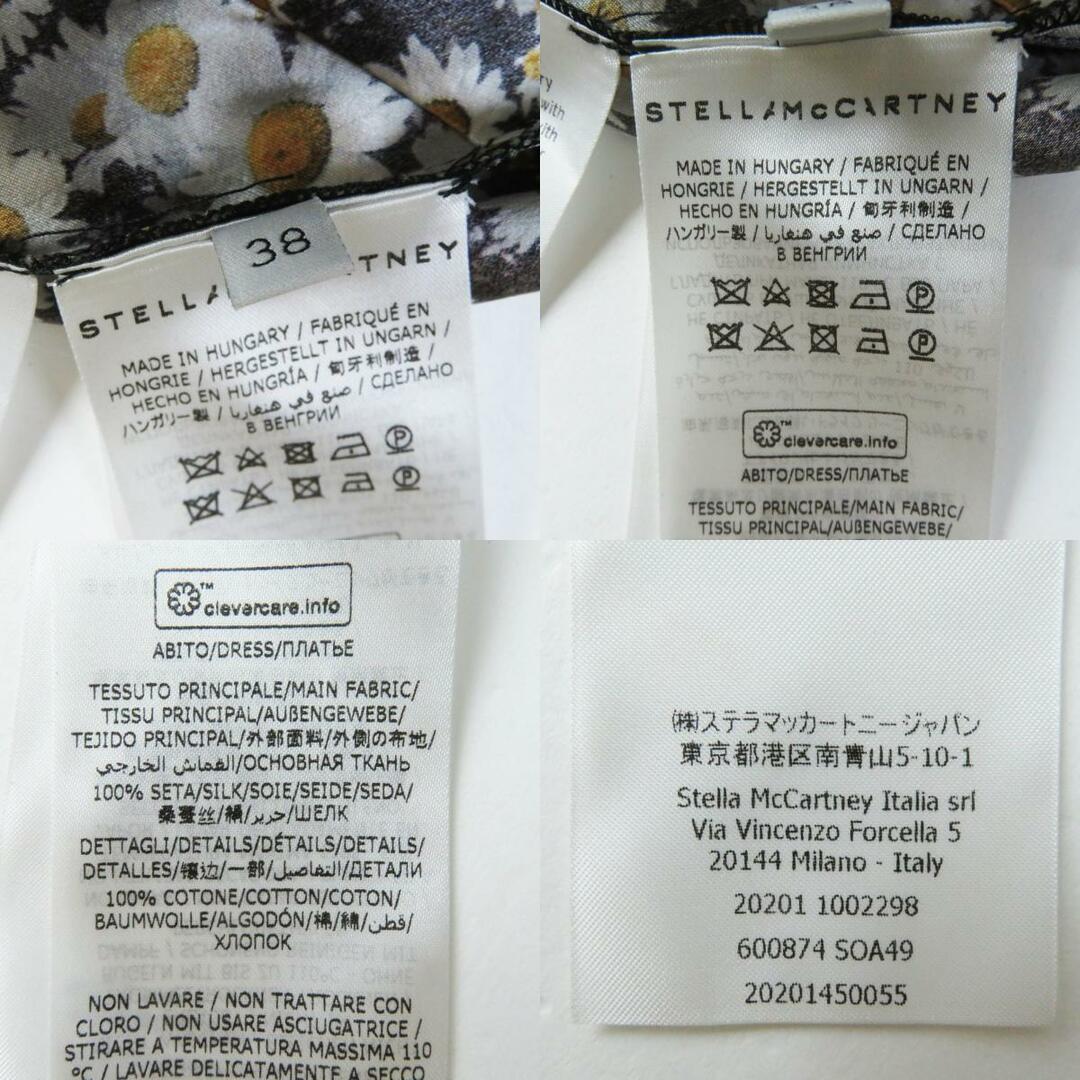 38
STELL TNEY
MADE IN HUNGARY / FABRIQUÉ EN
HONGRIE / HERGESTELLT IN UNGARN /
HECHO EN HUNGRÍA / 匈牙利制造 /
ハンガリー製 / صنع في هنغاريا / СДЕЛАНО
В ВЕНГРИИ
P
P
with
STELLA McCARTNEY
MADE IN HUNGARY / FABRIQUÉ EN
HONGRIE / HERGESTELLT IN UNGARN /
HECHO EN HUNGRÍA / 匈牙利制造 /
ハンガリー製 / صنع في هنغاريا / СДЕЛАНО
В ВЕНГРИИ
P
P
clevercare.info™
ABITO/DRESS/ПЛАТЬЕ
TESSUTO PRINCIPALE/MAIN FABRIC/
TISSU PRINCIPAL/AUßENGEWEBE/
clevercare.info™
ABITO/DRESS/ПЛАТЬЕ
TESSUTO PRINCIPALE/MAIN FABRIC/
TISSU PRINCIPAL/AUßENGEWEBE/
TEJIDO PRINCIPAL/外部面料/外側の布地/
القماش الخارجي/ОСНОВНАЯ ТКАНЬ
100% SETA/SILK/SOIE/SEIDE/SEDA/
桑蚕丝/絹/حرير/ШЕЛК
DETTAGLI/DETAILS/DÉTAILS/DETAILS/
DETALLES/镶边/一部/التفاصيل/ДЕТАЛИ
100% COTONE/COTTON/COTON/
BAUMWOLLE/ALGODÓN/棉/綿/قطن/
ХЛОПОК
NON LAVARE / NON TRATTARE CON
CLORO / NON USARE ASCIUGATRICE /
STIRARE A TEMPERATURA MASSIMA 110
°C / LAVARE DELICATAMENTE A SECCO
(株)ステラマッカートニージャパン
東京都港区南青山5-10-1
Stella McCartney Italia srl
Via Vincenzo Forcella 5
20144 Milano - Italy
20201 1002298
600874 SOA49
20201450055